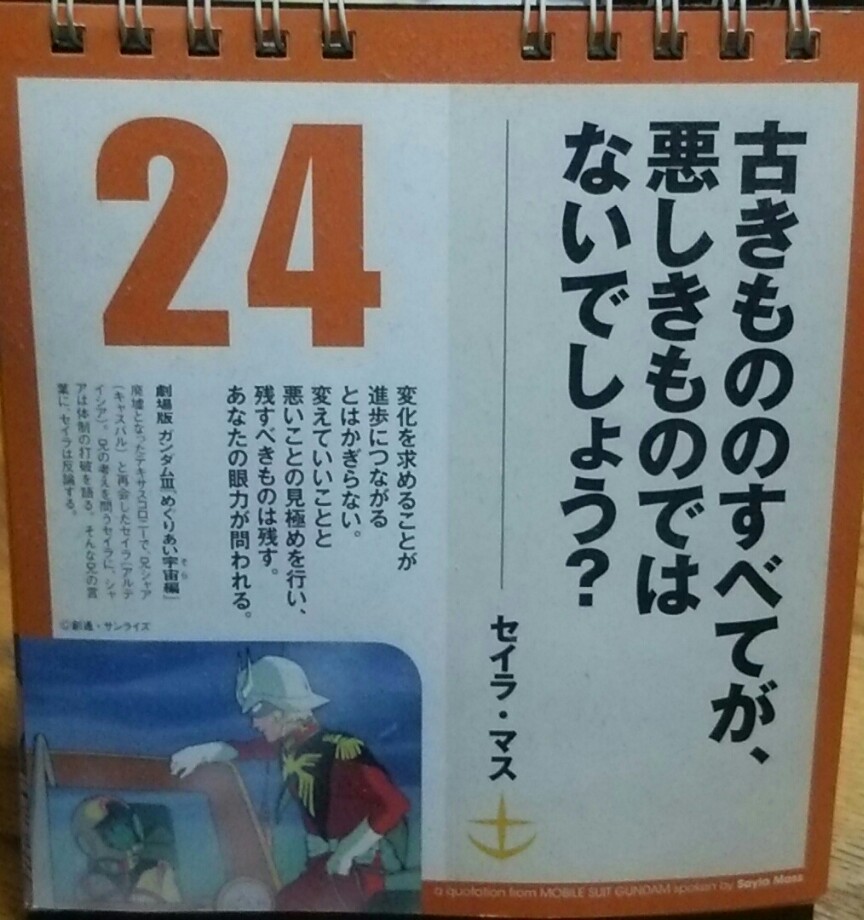 古きもののすべてが、
悪しきものでは
ないでしょう?
セイラ・マス
24
変化を求めることが
進歩につながる
とはかぎらない。
変えていいことと
悪いことの見極めを行い、
残すべきものは残す。
あなたの眼力が問われる。
劇場版 ガンダムIII めぐりあい宇宙編
そら
廃墟となったテキサスコロニーで、兄シャア
(キャスバル)と再会したセイラ(アルテ
イシア)。兄の考えを問うセイラに、シャ
アは体制の打破を語る。そんな兄の言
葉に、セイラは反論する。
©創通・サンライズ
a quotation from MOBILE SUIT GUNDAM spoken by Sayla Mass